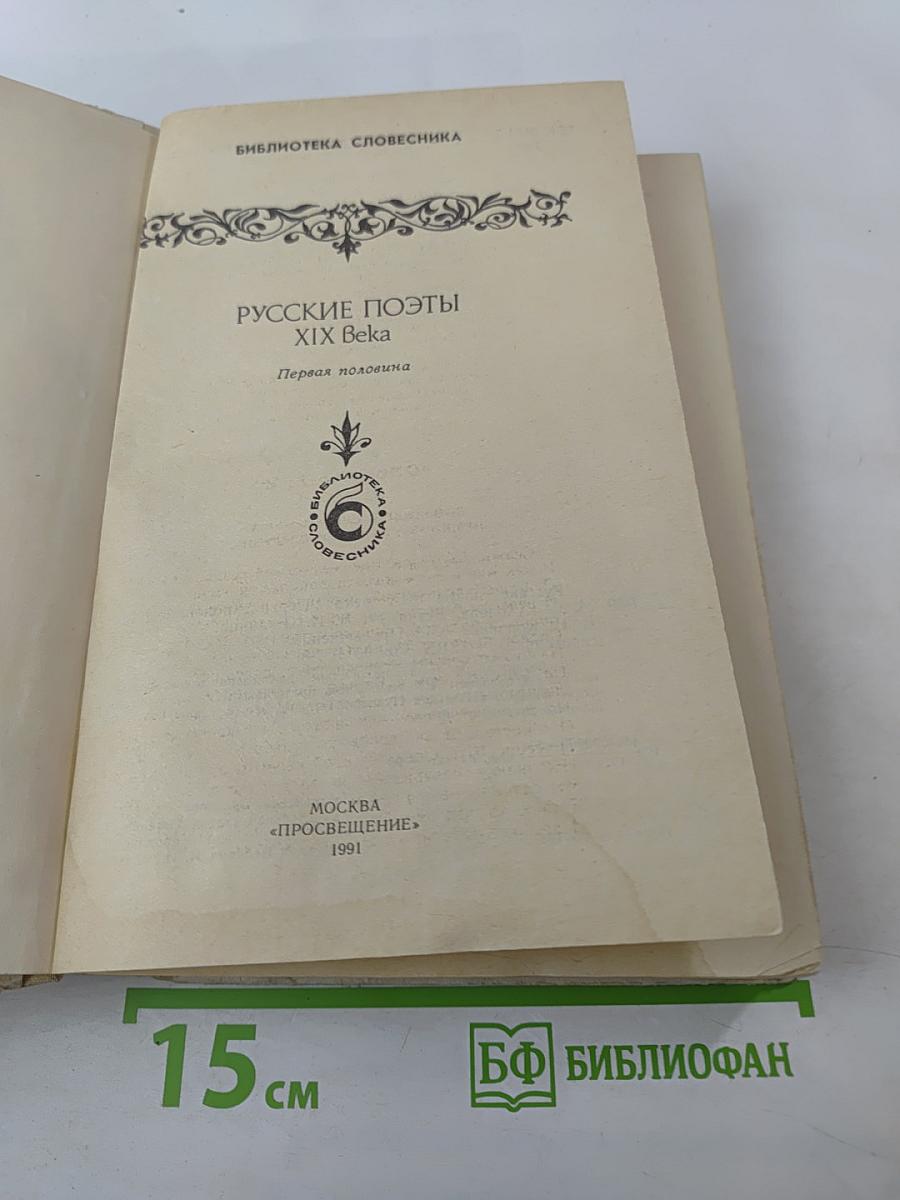 БИБЛИОТЕКА СЛОВЕСНИКА
РУССКИЕ ПОЭТЫ
XIX века
Первая половина
БИБЛИОТЕКА
СЛОВЕСНИКА
МОСКВА
«ПРОСВЕЩЕНИЕ»
1991
15 см
БФ БИБЛИОФАН